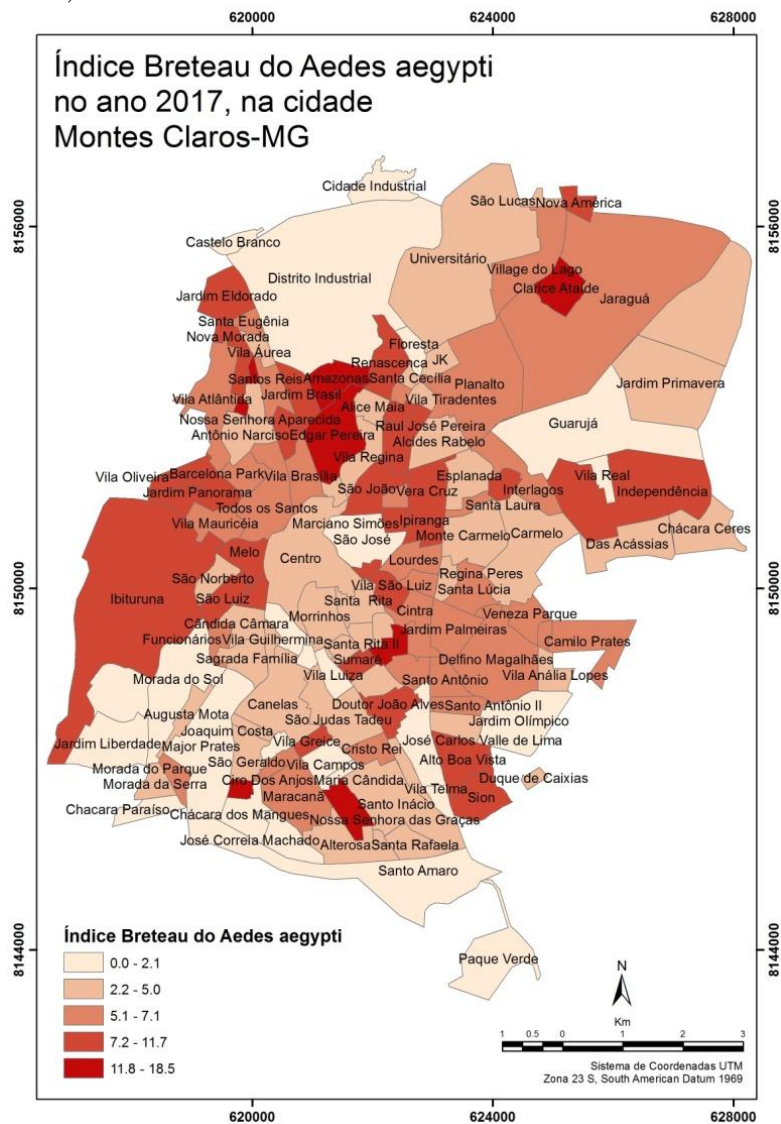 620000 624000 628000
Índice Breteau do Aedes aegypti
no ano 2017, na cidade
Montes Claros-MG
Cidade Industrial
São Lucas
Nova América
8156000
8156000
Castelo Branco
Universitário
Distrito Industrial
Village do Lago
Clarice Ataíde
Jaraguá
Jardim Eldorado
Santa Eugênia
Nova Morada
Floresta
Vila Áurea
Renascença
JK
Santos Reis
Amazonas
Santa Cecília
Planalto
Jardim Primavera
Jardim Brasil
Vila Atlântida
Alice Maia
Vila Tiradentes
Nossa Senhora Aparecida
Raul José Pereira
Guarujá
Antônio Narciso
Edgar Pereira
Alcides Rabelo
Vila Regina
Vila Oliveira
Barcelona Park
Vila Brasília
Esplanada
Vila Real
Jardim Panorama
São João
Vera Cruz
Interlagos
Independência
Todos os Santos
Santa Laura
Vila Mauricéia
Marciano Simões
Ipiranga
Chácara Ceres
São José
Monte Carmelo
Carmelo
Das Acássias
Melo
Centro
Lourdes
8150000
8150000
São Norberto
Vila São Luiz
Regina Peres
Ibituruna
São Luiz
Santa Rita
Santa Lúcia
Morrinhos
Cintra
Veneza Parque
Cândida Câmara
Jardim Palmeiras
Funcionários
Vila Guilhermina
Santa Rita II
Camilo Prates
Sagrada Família
Sumaré
Delfino Magalhães
Morada do Sol
Vila Luiza
Santo Antônio
Vila Anália Lopes
Canelas
Doutor João Alves
Santo Antônio II
Augusta Mota
São Judas Tadeu
Jardim Olímpico
Joaquim Costa
Jardim Liberdade
Major Prates
Vila Greice
Cristo Rei
José Carlos Valle de Lima
São Geraldo
Vila Campos
Alto Boa Vista
Morada do Parque
Ciro Dos Anjos
Maria Cândida
Duque de Caixias
Morada da Serra
Maracanã
Vila Telma
Sion
Chacara Paraíso
Santo Inácio
Chácara dos Mangues
Nossa Senhora das Graças
José Correia Machado
Alterosa
Santa Rafaela
Santo Amaro
Índice Breteau do Aedes aegypti
0.0 - 2.1
2.2 - 5.0
5.1 - 7.1
7.2 - 11.7
11.8 - 18.5
8144000
8144000
Paque Verde
N
Km
1 0.5 0 1 2 3
Sistema de Coordenadas UTM
Zona 23 S, South American Datum 1969
620000 624000 628000